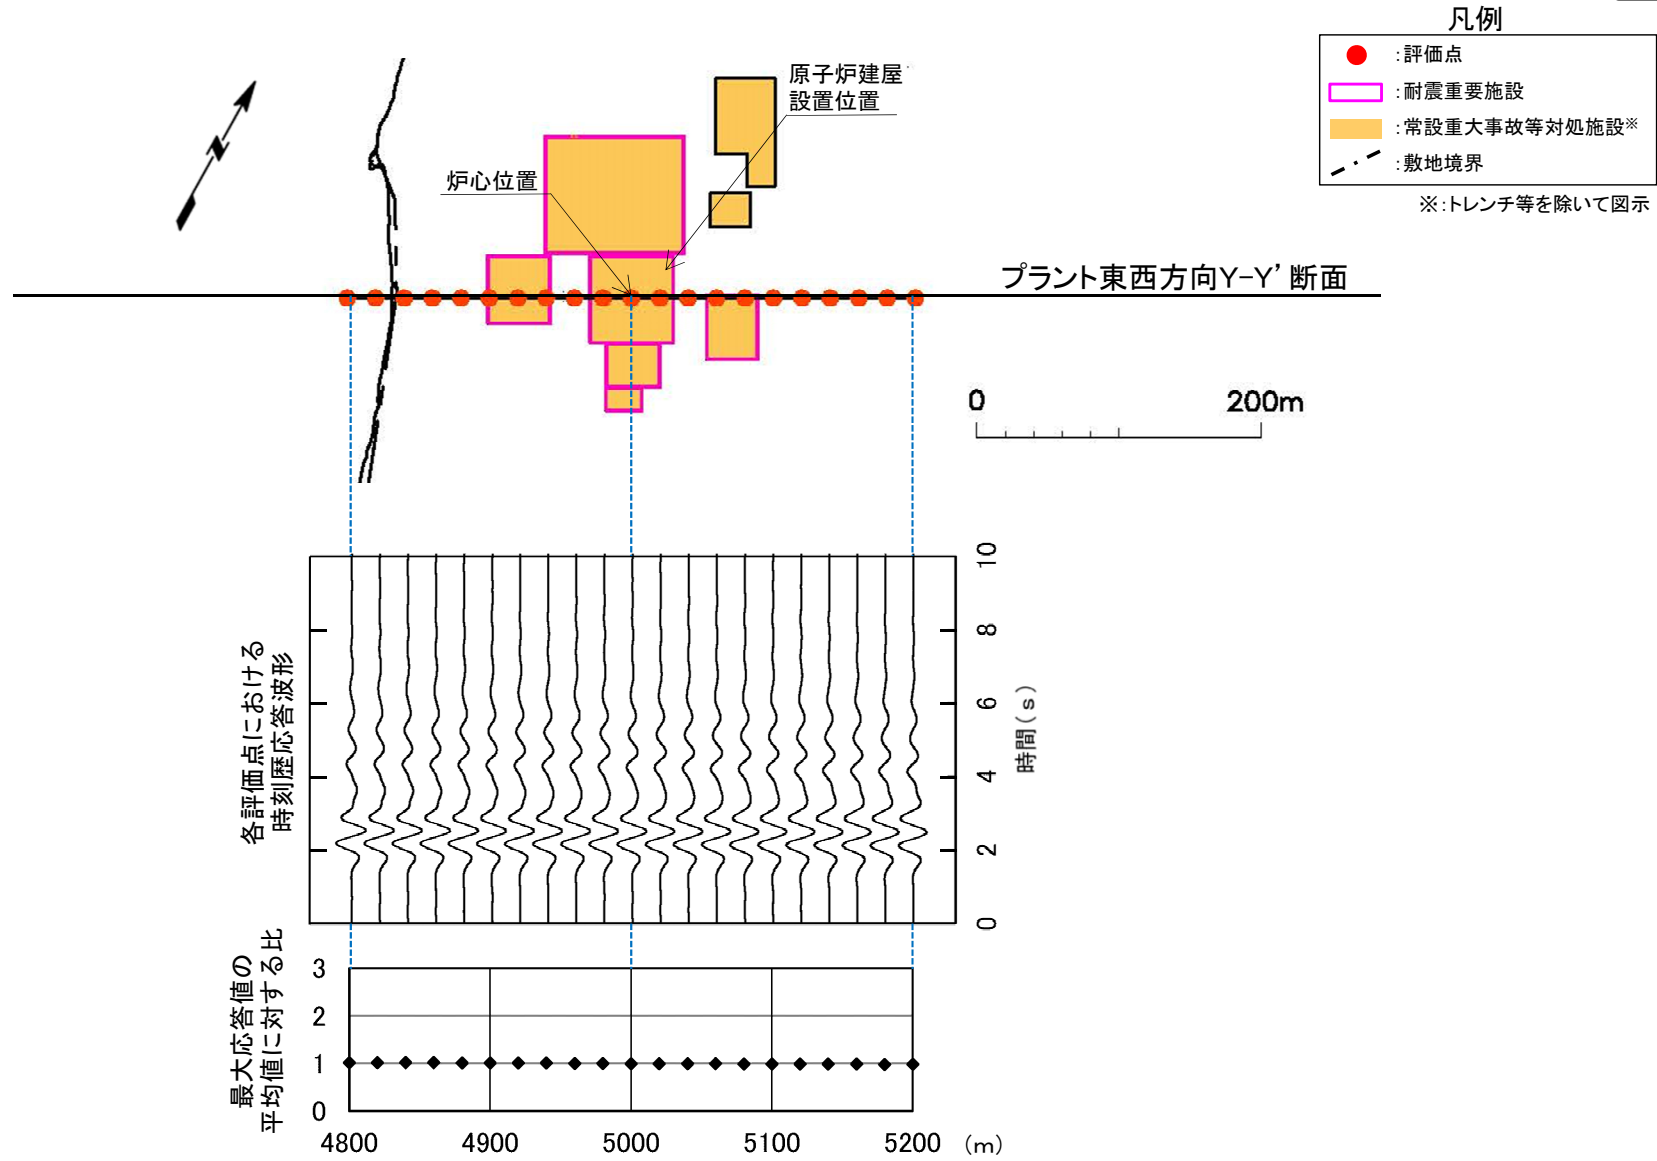 凡例
:評価点
:耐震重要施設
:常設重大事故等対処施設※
:敷地境界
※:トレンチ等を除いて図示
原子炉建屋
設置位置
炉心位置
N
プラント東西方向Y-Y’断面
0 200m
各評価点における
時刻歴応答波形
10
8
6
4
2
0
時間(s)
最大応答値の
平均値に対する比
3
2
1
0
4800 4900 5000 5100 5200 (m)